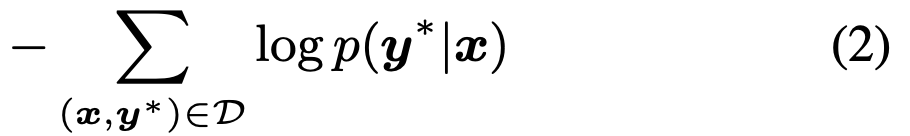 − ∑ log p(y*|x) (2)
(x,y*)∈𝒟